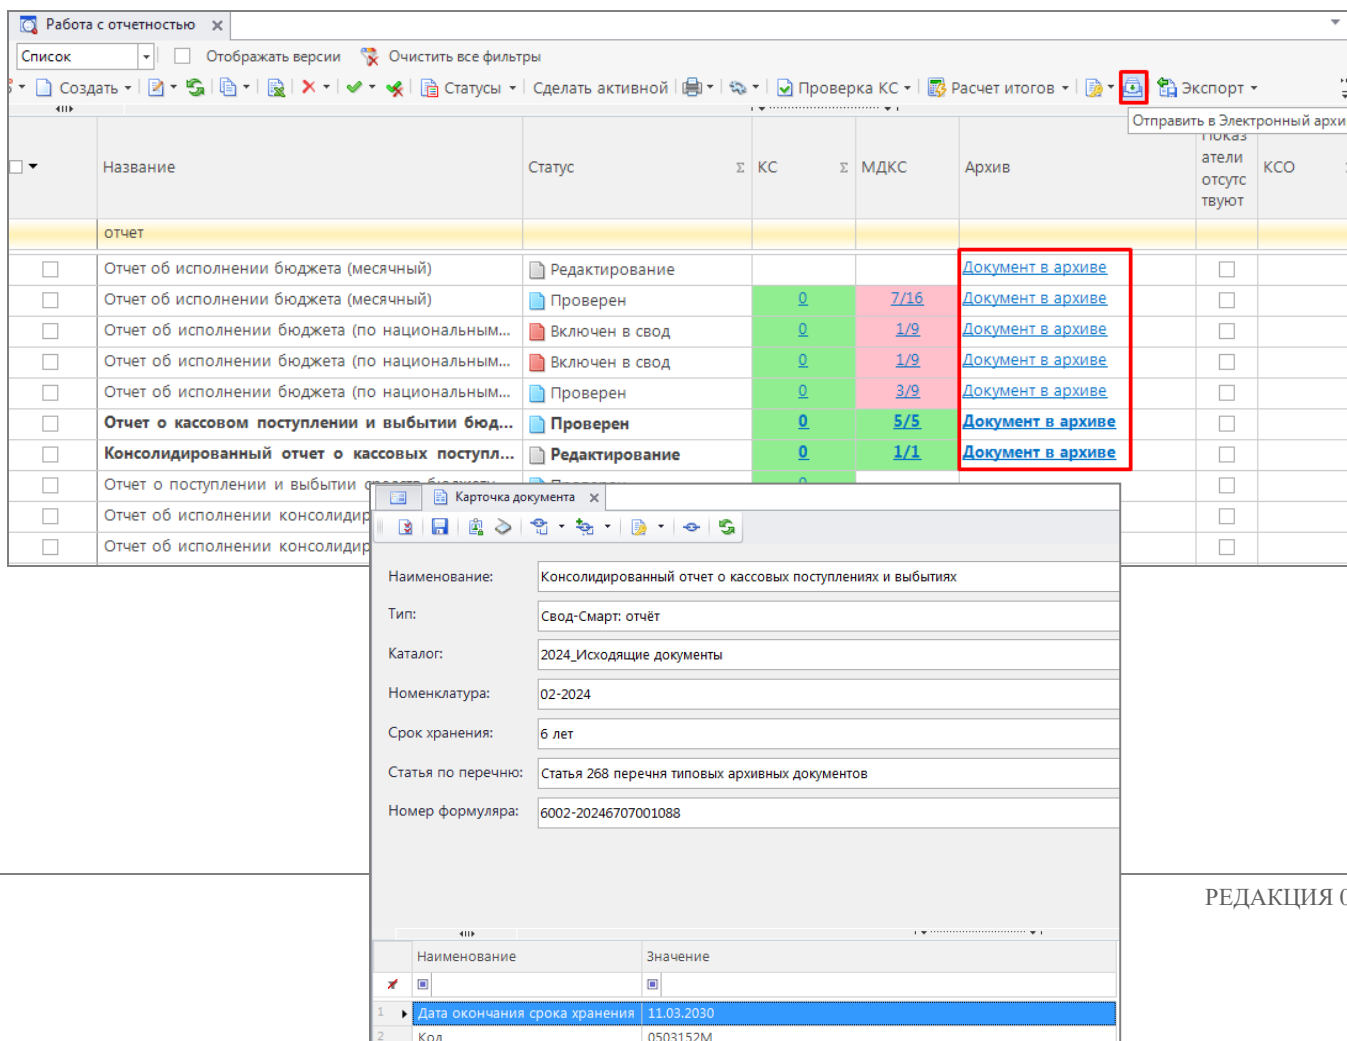 Работа с отчетностью
Список Отображать версии Очистить все фильтры
Создать Статусы Сделать активной Проверка КС Расчет итогов Экспорт
Отправить в Электронный архи
Название Статус Σ КС Σ МДКС Архив Показатели отсутствуют КСО
отчет
Отчет об исполнении бюджета (месячный) Редактирование Документ в архиве
Отчет об исполнении бюджета (месячный) Проверен 0 7/16 Документ в архиве
Отчет об исполнении бюджета (по национальным... Включен в свод 0 1/9 Документ в архиве
Отчет об исполнении бюджета (по национальным... Включен в свод 0 1/9 Документ в архиве
Отчет об исполнении бюджета (по национальным... Проверен 0 3/9 Документ в архиве
Отчет о кассовом поступлении и выбытии бюд... Проверен 0 5/5 Документ в архиве
Консолидированный отчет о кассовых поступл... Редактирование 0 1/1 Документ в архиве
Отчет о поступлении и выбытии средств бюджету... Проверен 0
Отчет об исполнении консолидир
Отчет об исполнении консолидир
Карточка документа
Наименование: Консолидированный отчет о кассовых поступлениях и выбытиях
Тип: Свод-Смарт: отчёт
Каталог: 2024_Исходящие документы
Номенклатура: 02-2024
Срок хранения: 6 лет
Статья по перечню: Статья 268 перечня типовых архивных документов
Номер формуляра: 6002-20246707001088
РЕДАКЦИЯ 0
Наименование Значение
1 Дата окончания срока хранения 11.03.2030
2 Код 0503152М